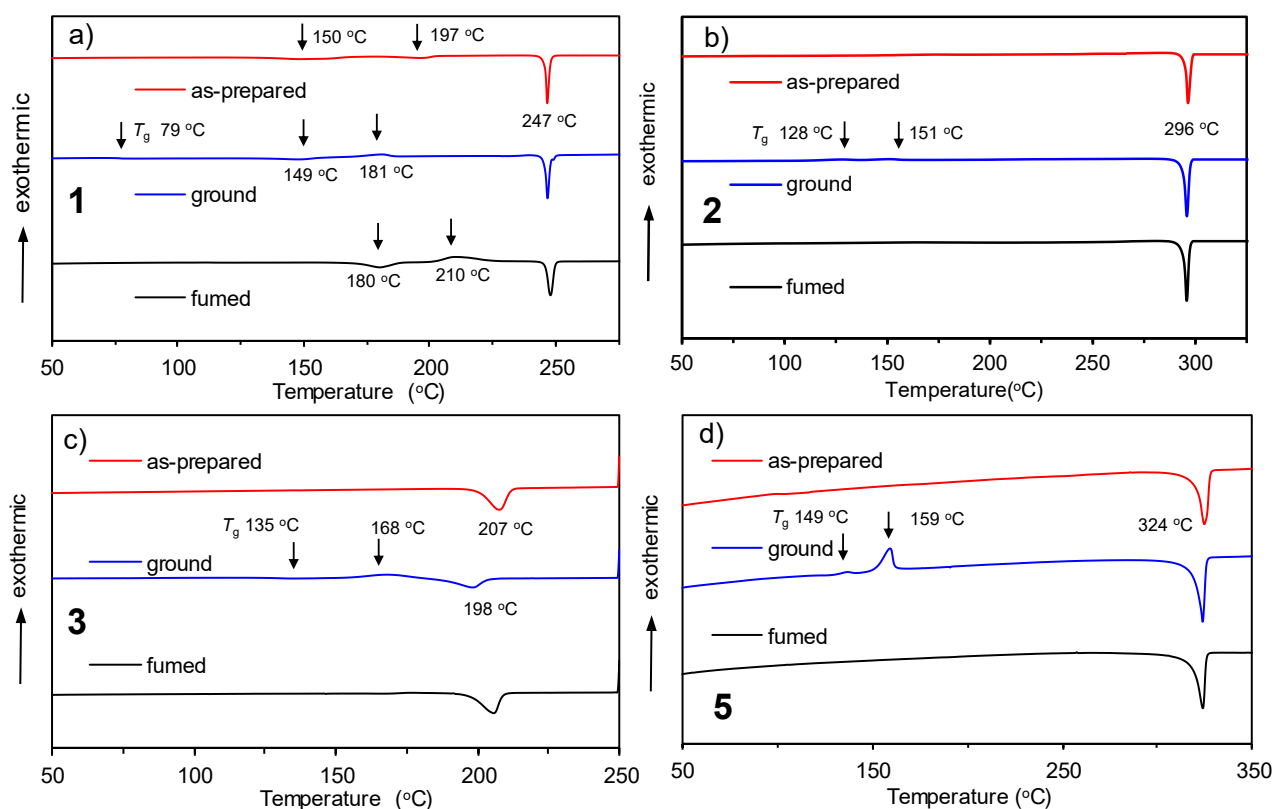 a)
150 °C
197 °C
as-prepared
247 °C
Tg 79 °C
149 °C
181 °C
1
ground
180 °C
210 °C
fumed
exothermic
50
100
150
200
250
Temperature (°C)
b)
as-prepared
296 °C
Tg 128 °C
151 °C
2
ground
fumed
exothermic
50
100
150
200
250
300
Temperature(°C)
c)
as-prepared
207 °C
Tg 135 °C
168 °C
ground
198 °C
3
fumed
exothermic
50
100
150
200
250
Temperature (°C)
d)
as-prepared
324 °C
Tg 149 °C
159 °C
ground
fumed
5
exothermic
50
150
250
350
Temperature (°C)